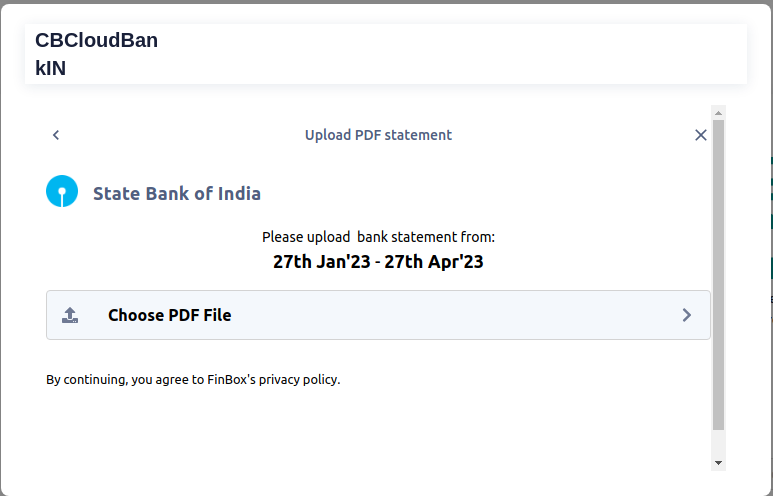 CBCloudBan
kIN
Upload PDF statement
State Bank of India
Please upload bank statement from:
27th Jan'23 - 27th Apr'23
Choose PDF File
By continuing, you agree to FinBox's privacy policy.